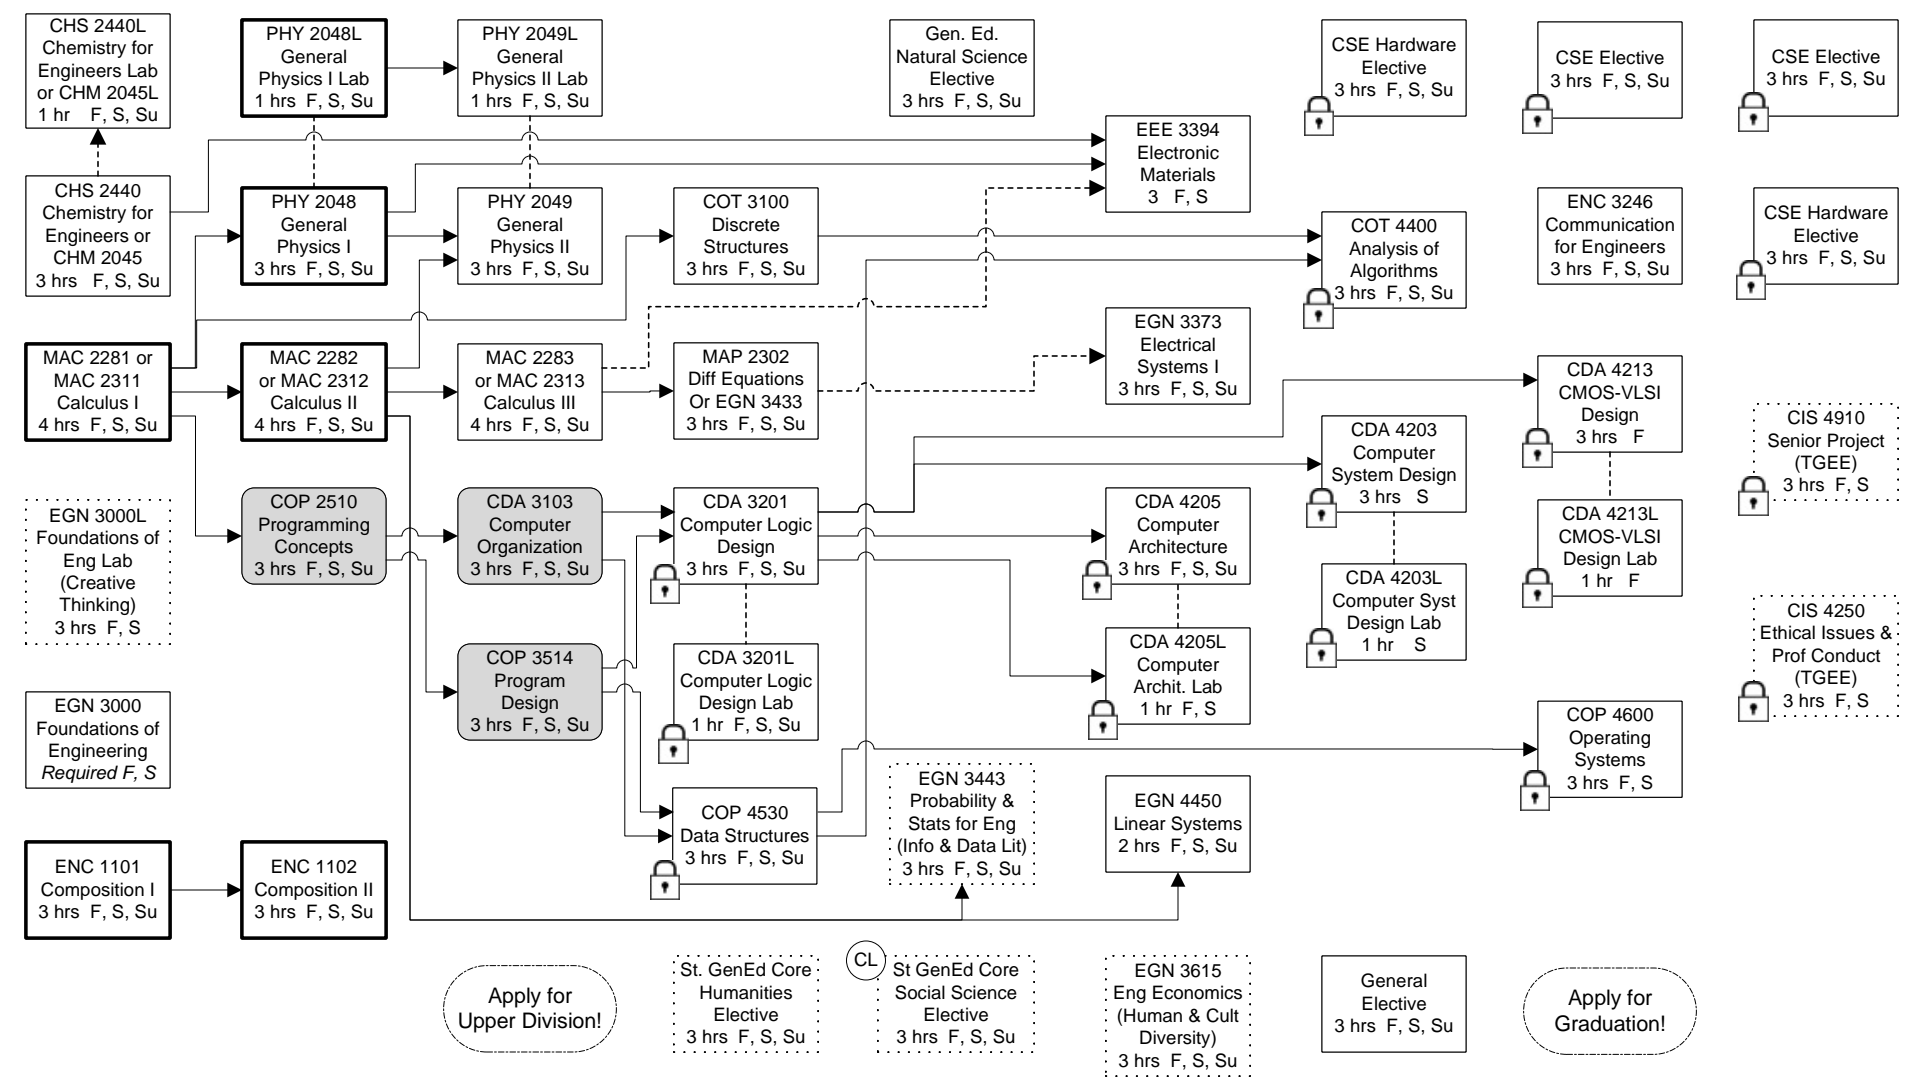 CHS 2440L
Chemistry for
Engineers Lab
or CHM 2045L
1 hr F, S, Su
PHY 2048L
General
Physics I Lab
1 hrs F, S, Su
PHY 2049L
General
Physics II Lab
1 hrs F, S, Su
Gen. Ed.
Natural Science
Elective
3 hrs F, S, Su
CSE Hardware
Elective
3 hrs F, S, Su
CSE Elective
3 hrs F, S, Su
CSE Elective
3 hrs F, S, Su
EEE 3394
Electronic
Materials
3 F, S
CHS 2440
Chemistry for
Engineers or
CHM 2045
3 hrs F, S, Su
PHY 2048
General
Physics I
3 hrs F, S, Su
PHY 2049
General
Physics II
3 hrs F, S, Su
COT 3100
Discrete
Structures
3 hrs F, S, Su
COT 4400
Analysis of
Algorithms
3 hrs F, S, Su
ENC 3246
Communication
for Engineers
3 hrs F, S, Su
CSE Hardware
Elective
3 hrs F, S, Su
MAC 2281 or
MAC 2311
Calculus I
4 hrs F, S, Su
MAC 2282
or MAC 2312
Calculus II
4 hrs F, S, Su
MAC 2283
or MAC 2313
Calculus III
4 hrs F, S, Su
MAP 2302
Diff Equations
Or EGN 3433
3 hrs F, S, Su
EGN 3373
Electrical
Systems I
3 hrs F, S, Su
CDA 4213
CMOS-VLSI
Design
3 hrs F
CIS 4910
Senior Project
(TGEE)
3 hrs F, S
CDA 4203
Computer
System Design
3 hrs S
EGN 3000L
Foundations of
Eng Lab
(Creative
Thinking)
3 hrs F, S
COP 2510
Programming
Concepts
3 hrs F, S, Su
CDA 3103
Computer
Organization
3 hrs F, S, Su
CDA 3201
Computer Logic
Design
3 hrs F, S, Su
CDA 4205
Computer
Architecture
3 hrs F, S, Su
CDA 4213L
CMOS-VLSI
Design Lab
1 hr F
CDA 4203L
Computer Syst
Design Lab
1 hr S
CIS 4250
Ethical Issues &
Prof Conduct
(TGEE)
3 hrs F, S
COP 3514
Program
Design
3 hrs F, S, Su
CDA 3201L
Computer Logic
Design Lab
1 hr F, S, Su
CDA 4205L
Computer
Archit. Lab
1 hr F, S
EGN 3000
Foundations of
Engineering
Required F, S
COP 4600
Operating
Systems
3 hrs F, S
COP 4530
Data Structures
3 hrs F, S, Su
EGN 3443
Probability &
Stats for Eng
(Info & Data Lit)
3 hrs F, S, Su
EGN 4450
Linear Systems
2 hrs F, S, Su
ENC 1101
Composition I
3 hrs F, S, Su
ENC 1102
Composition II
3 hrs F, S, Su
Apply for
Upper Division!
St. GenEd Core
Humanities
Elective
3 hrs F, S, Su
CL
St GenEd Core
Social Science
Elective
3 hrs F, S, Su
EGN 3615
Eng Economics
(Human & Cult
Diversity)
3 hrs F, S, Su
General
Elective
3 hrs F, S, Su
Apply for
Graduation!